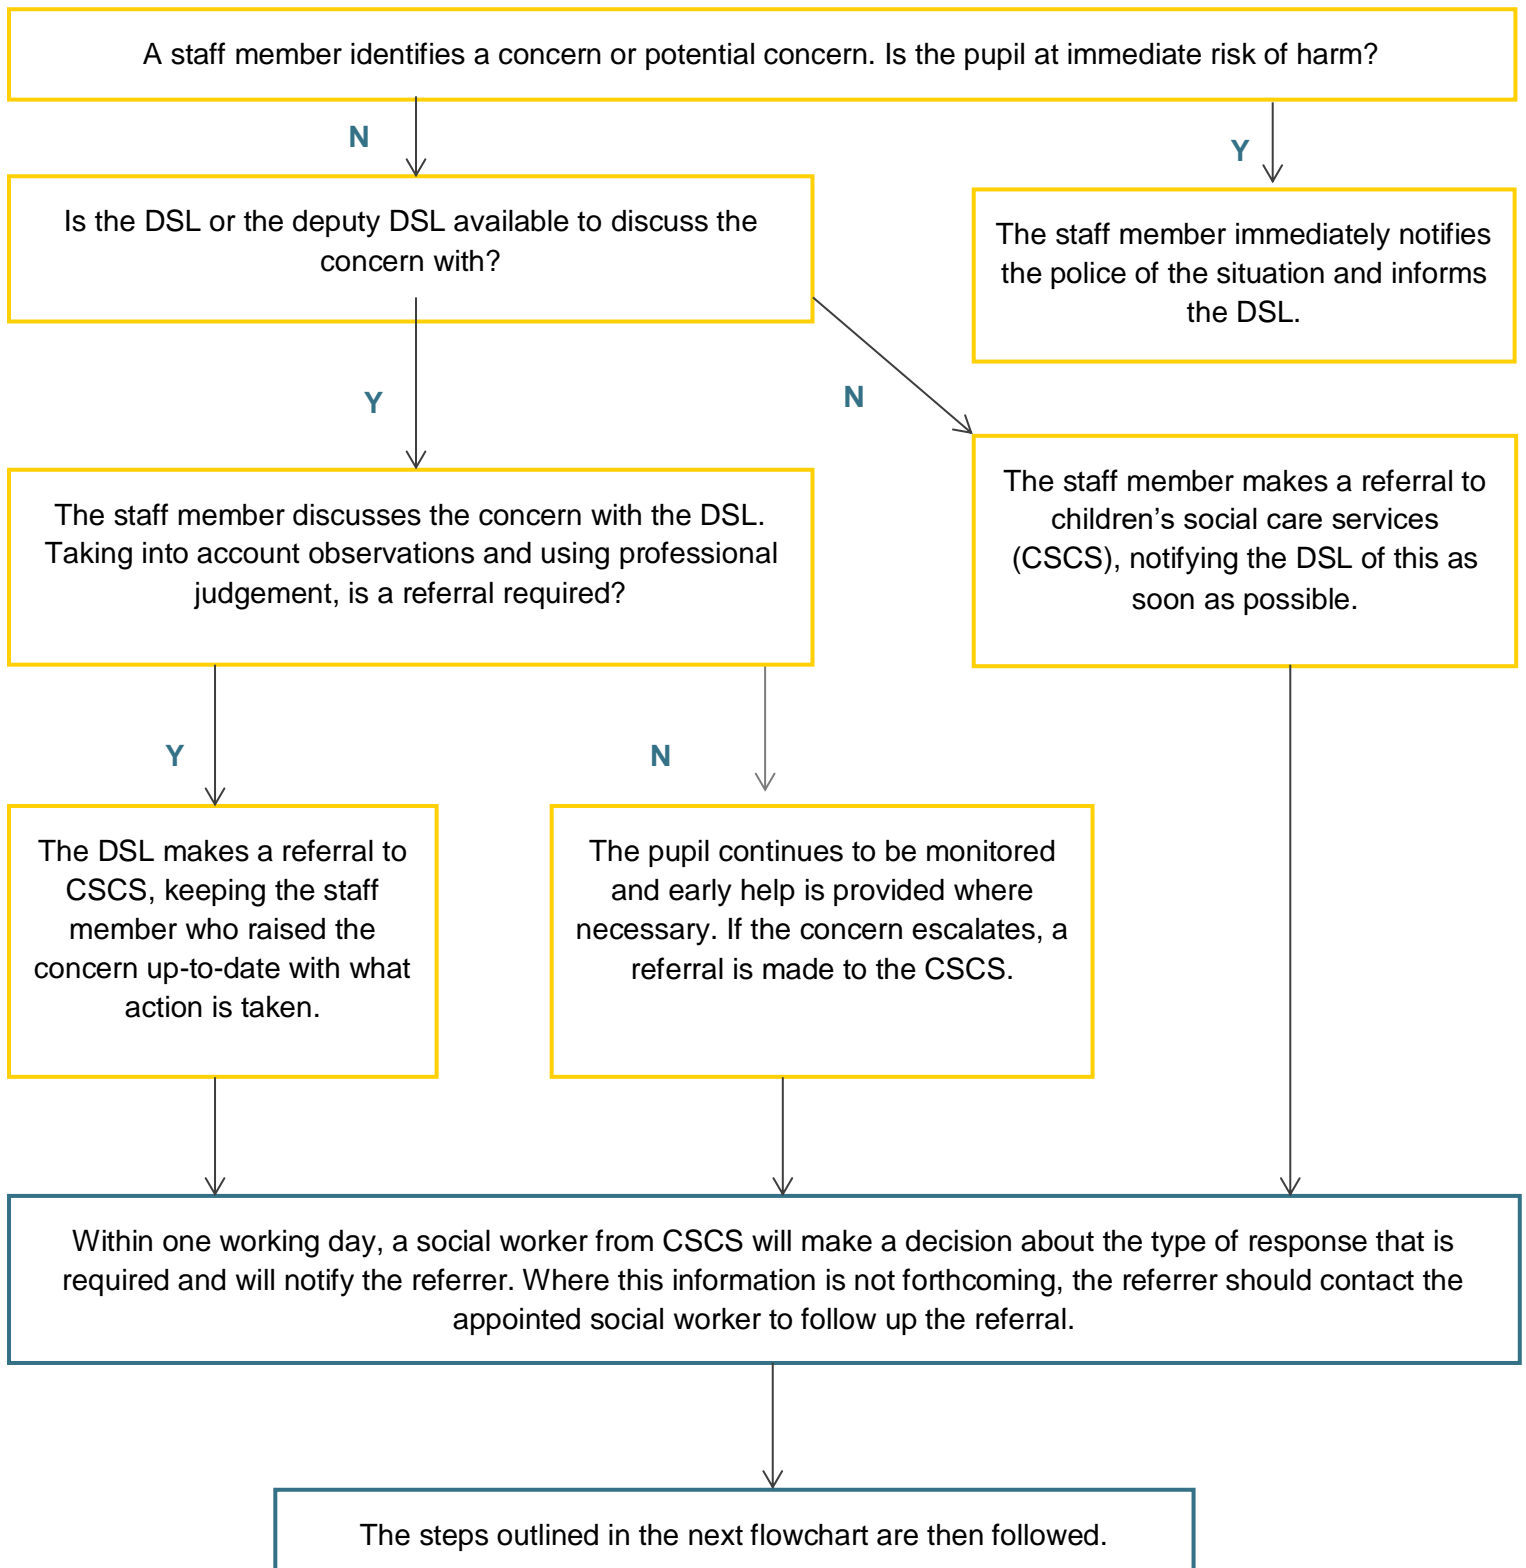 A staff member identifies a concern or potential concern. Is the pupil at immediate risk of harm?
N
Y
Is the DSL or the deputy DSL available to discuss the
concern with?
The staff member immediately notifies
the police of the situation and informs
the DSL.
Y
N
The staff member discusses the concern with the DSL.
Taking into account observations and using professional
judgement, is a referral required?
The staff member makes a referral to
children’s social care services
(CSCS), notifying the DSL of this as
soon as possible.
Y
N
The DSL makes a referral to
CSCS, keeping the staff
member who raised the
concern up-to-date with what
action is taken.
The pupil continues to be monitored
and early help is provided where
necessary. If the concern escalates, a
referral is made to the CSCS.
Within one working day, a social worker from CSCS will make a decision about the type of response that is
required and will notify the referrer. Where this information is not forthcoming, the referrer should contact the
appointed social worker to follow up the referral.
The steps outlined in the next flowchart are then followed.